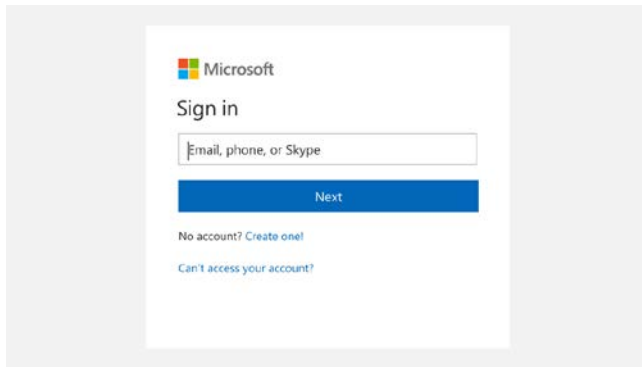 Microsoft
Sign in
Email, phone, or Skype
Next
No account? Create one!
Can't access your account?